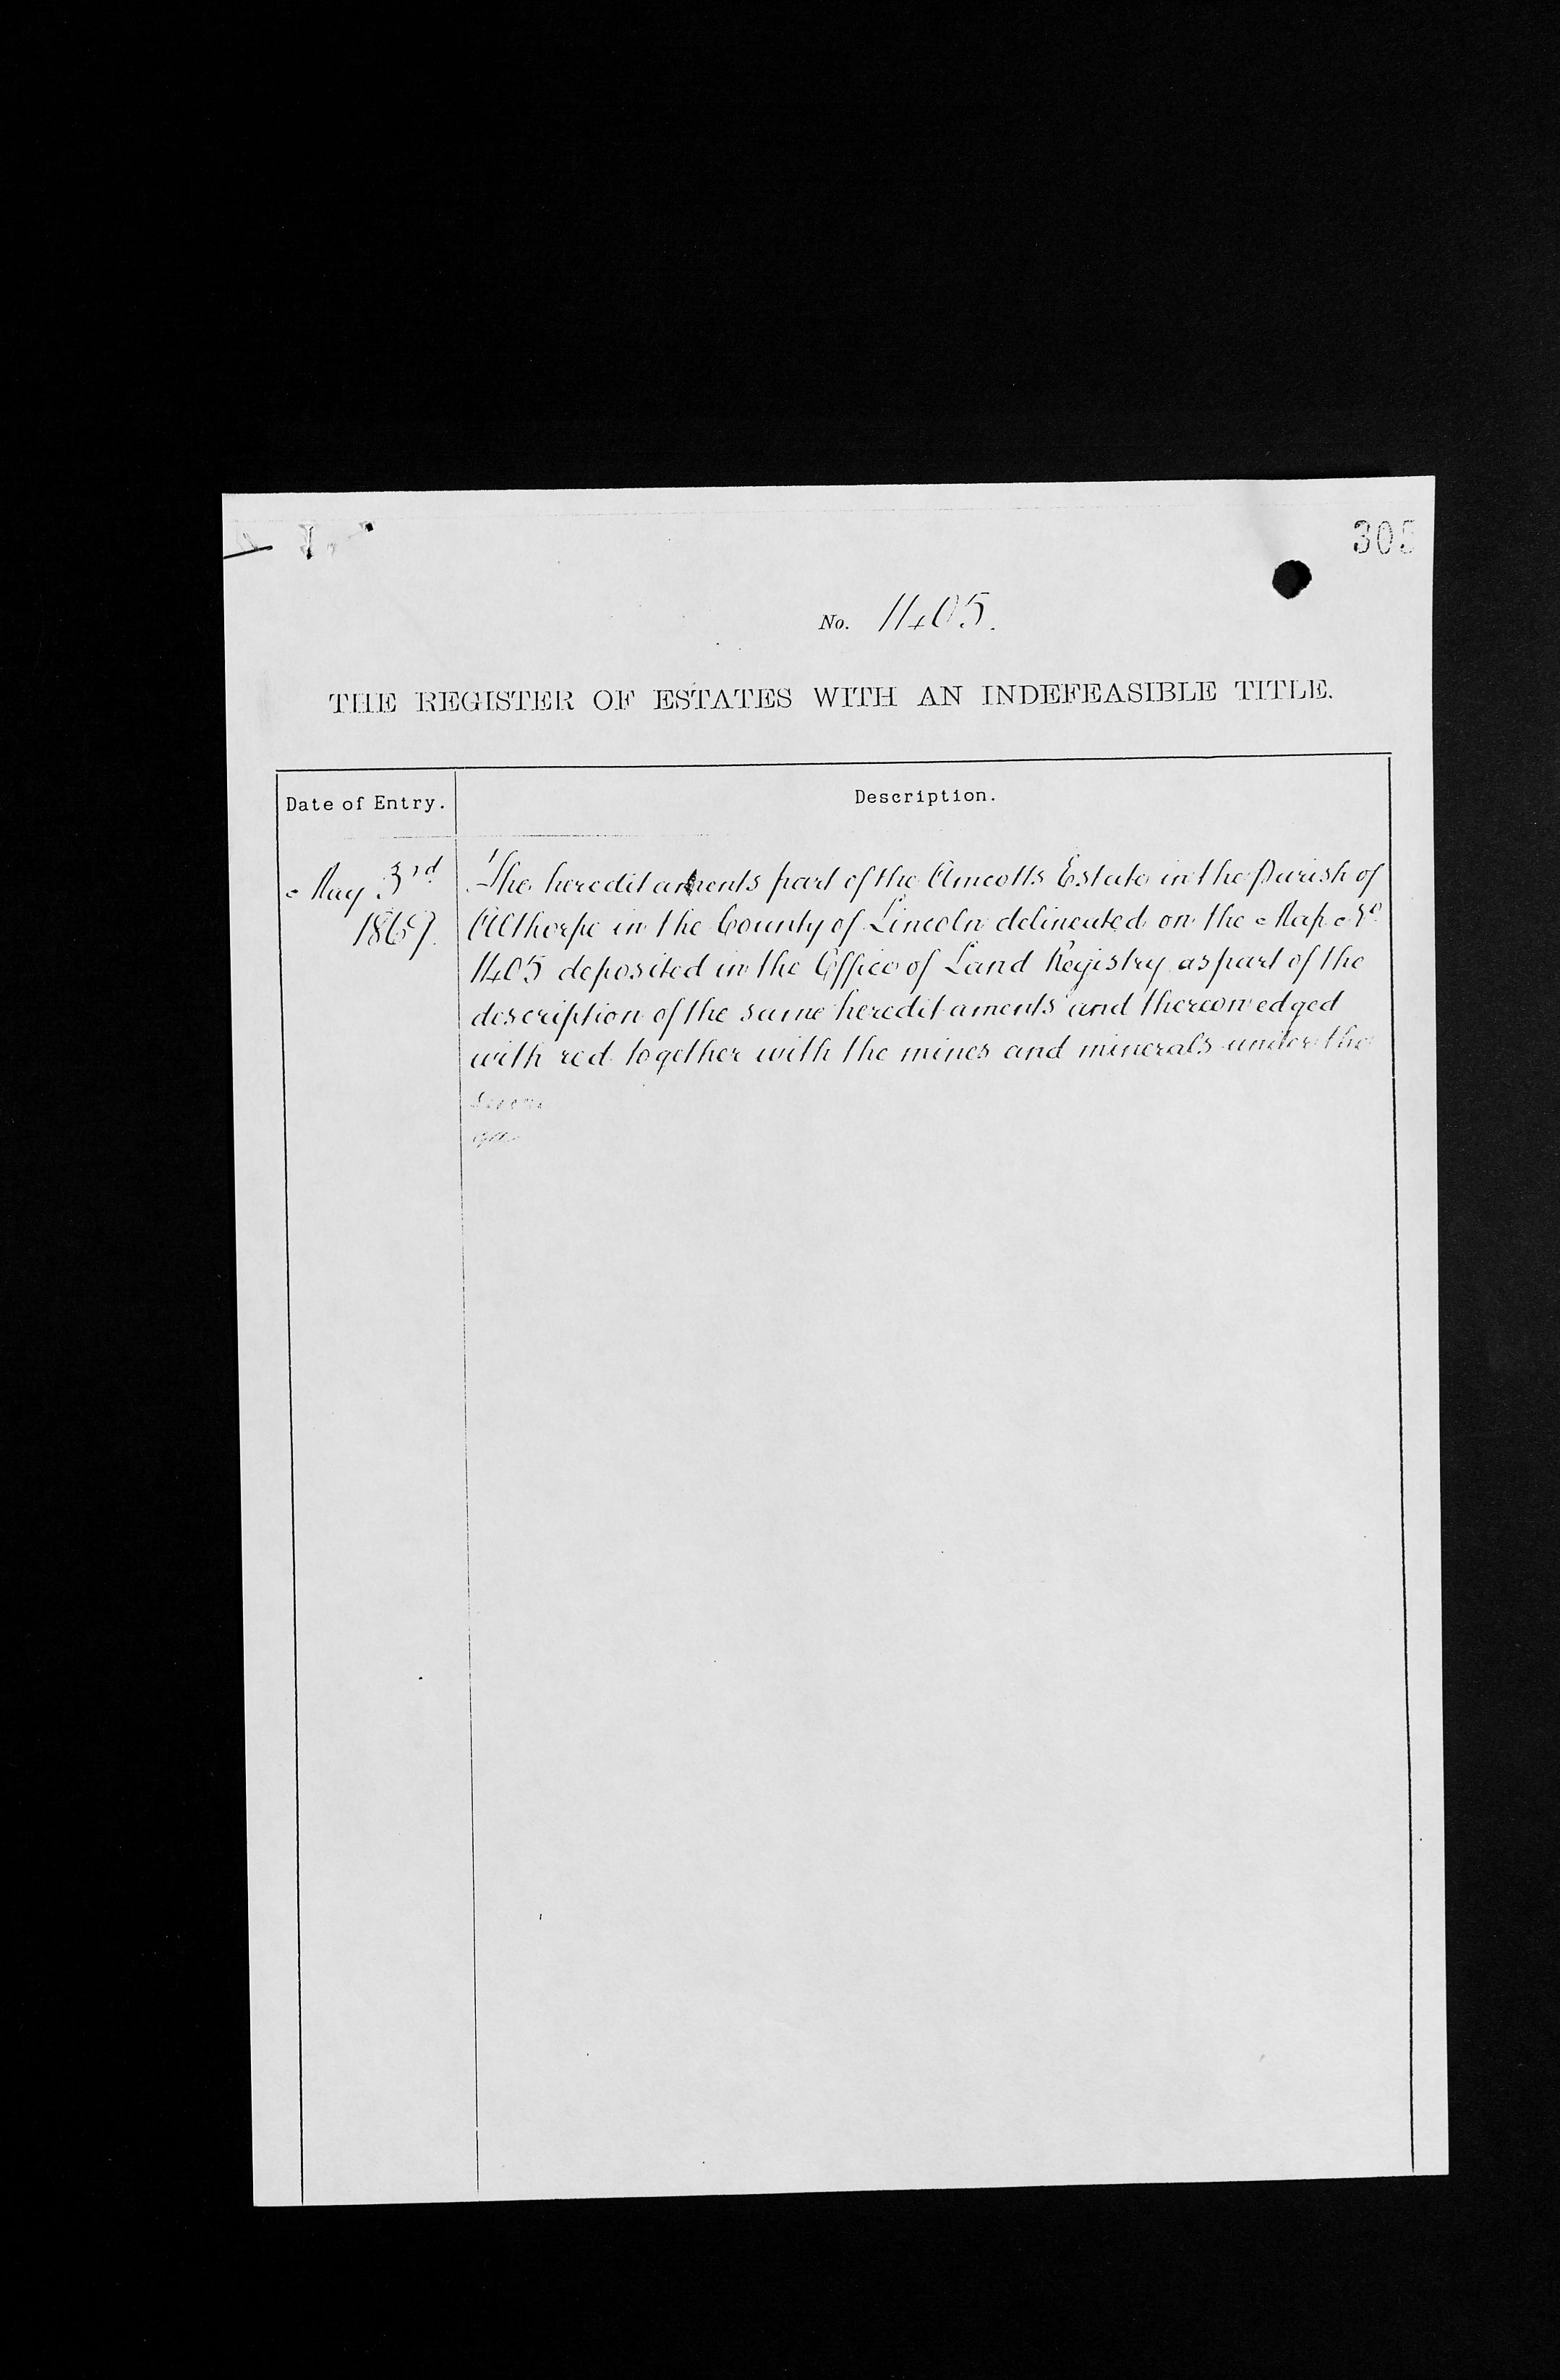 305
No. 1405.
THE REGISTER OF ESTATES WITH AN INDEFEASIBLE TITLE.
Date of Entry.
Description.
May 3rd
1869.
The hereditaments part of the Amcotts Estate in the Parish of
Althorpe in the County of Lincoln delineated on the Map No.
1405 deposited in the Office of Land Registry as part of the
description of the same hereditaments and thereon edged
with red together with the mines and minerals under the